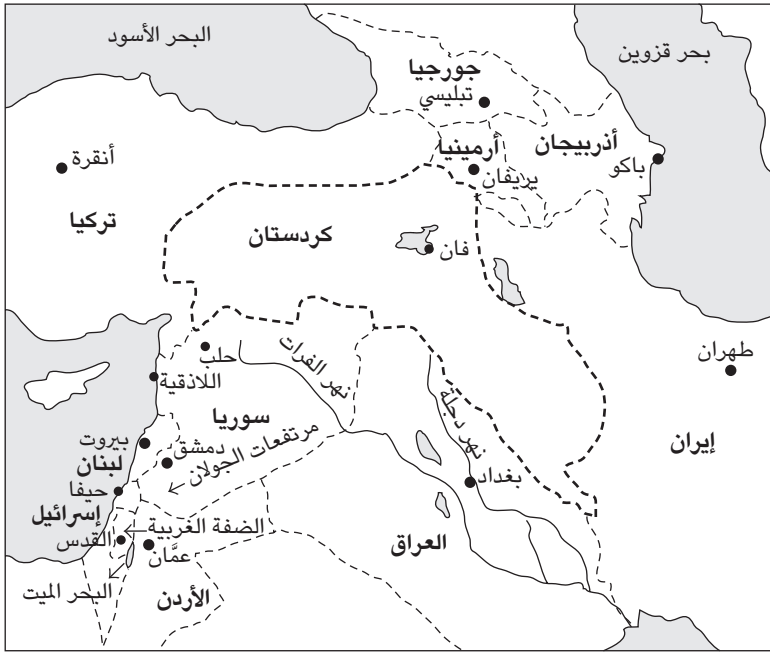 البحر الأسود
بحر قزوين
جورجيا
تبليسي
أذربيجان
أرمينيا
باكو
يريفان
أنقرة
تركيا
كردستان
فان
طهران
حلب
نهر الفرات
اللاذقية
سوريا
نهر دجلة
مرتفعات الجولان
بيروت
دمشق
لبنان
إيران
حيفا
بغداد
إسرائيل
الضفة الغربية
القدس
عمَّان
العراق
البحر الميت
الأردن